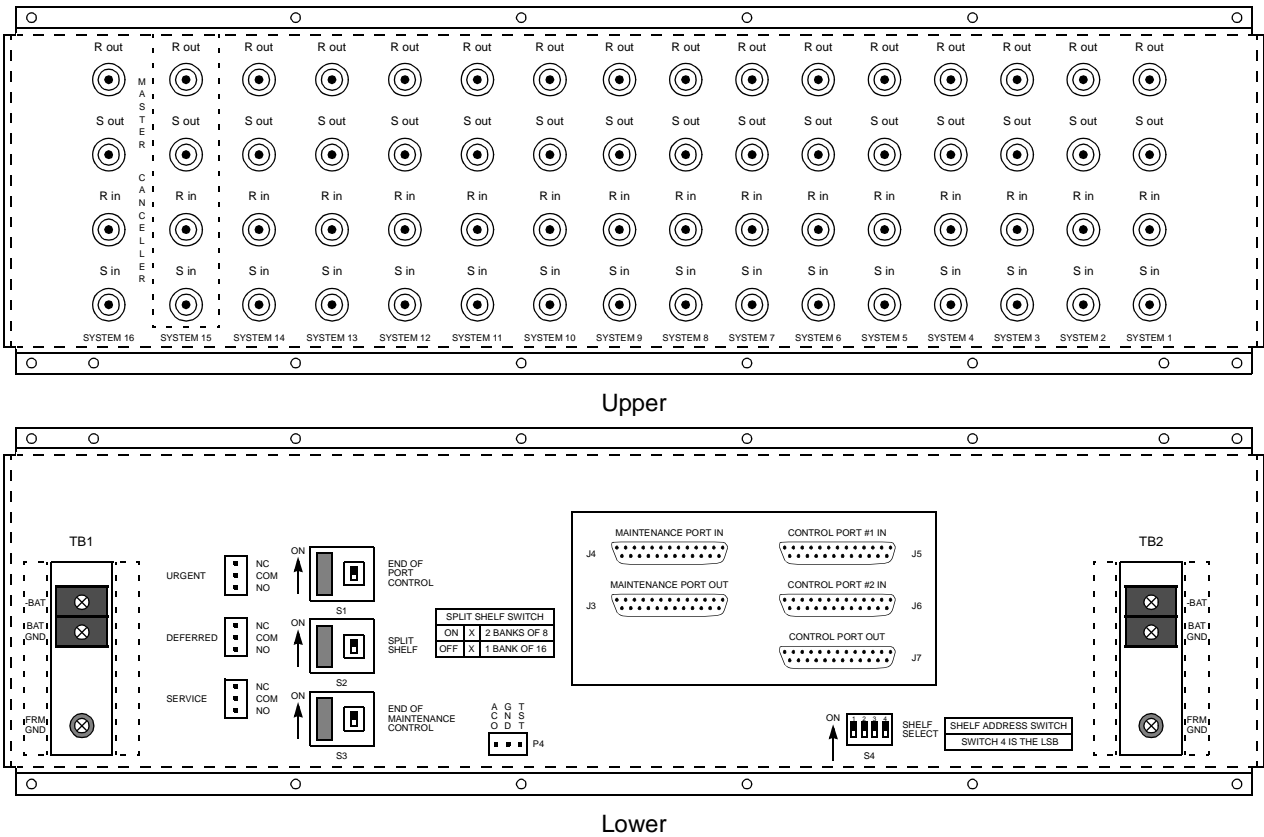 R out R out R out R out R out R out R out R out R out R out R out R out R out R out R out R out
MASTER CANCELLER
S out S out S out S out S out S out S out S out S out S out S out S out S out S out S out S out
R in R in R in R in R in R in R in R in R in R in R in R in R in R in R in R in
S in S in S in S in S in S in S in S in S in S in S in S in S in S in S in S in
SYSTEM 16 SYSTEM 15 SYSTEM 14 SYSTEM 13 SYSTEM 12 SYSTEM 11 SYSTEM 10 SYSTEM 9 SYSTEM 8 SYSTEM 7 SYSTEM 6 SYSTEM 5 SYSTEM 4 SYSTEM 3 SYSTEM 2 SYSTEM 1
Upper
TB1
-BAT
BAT
GND
FRM
GND
URGENT
NC
COM
NO
DEFERRED
NC
COM
NO
SERVICE
NC
COM
NO
ON
S1
END OF
PORT
CONTROL
ON
S2
SPLIT
SHELF
ON
S3
END OF
MAINTENANCE
CONTROL
SPLIT SHELF SWITCH
ON X 2 BANKS OF 8
OFF X 1 BANK OF 16
ACO GND TST
P4
MAINTENANCE PORT IN
J4
MAINTENANCE PORT OUT
J3
CONTROL PORT #1 IN
J5
CONTROL PORT #2 IN
J6
CONTROL PORT OUT
J7
ON
1 2 3 4
S4
SHELF
SELECT
SHELF ADDRESS SWITCH
SWITCH 4 IS THE LSB
TB2
-BAT
BAT
GND
FRM
GND
Lower